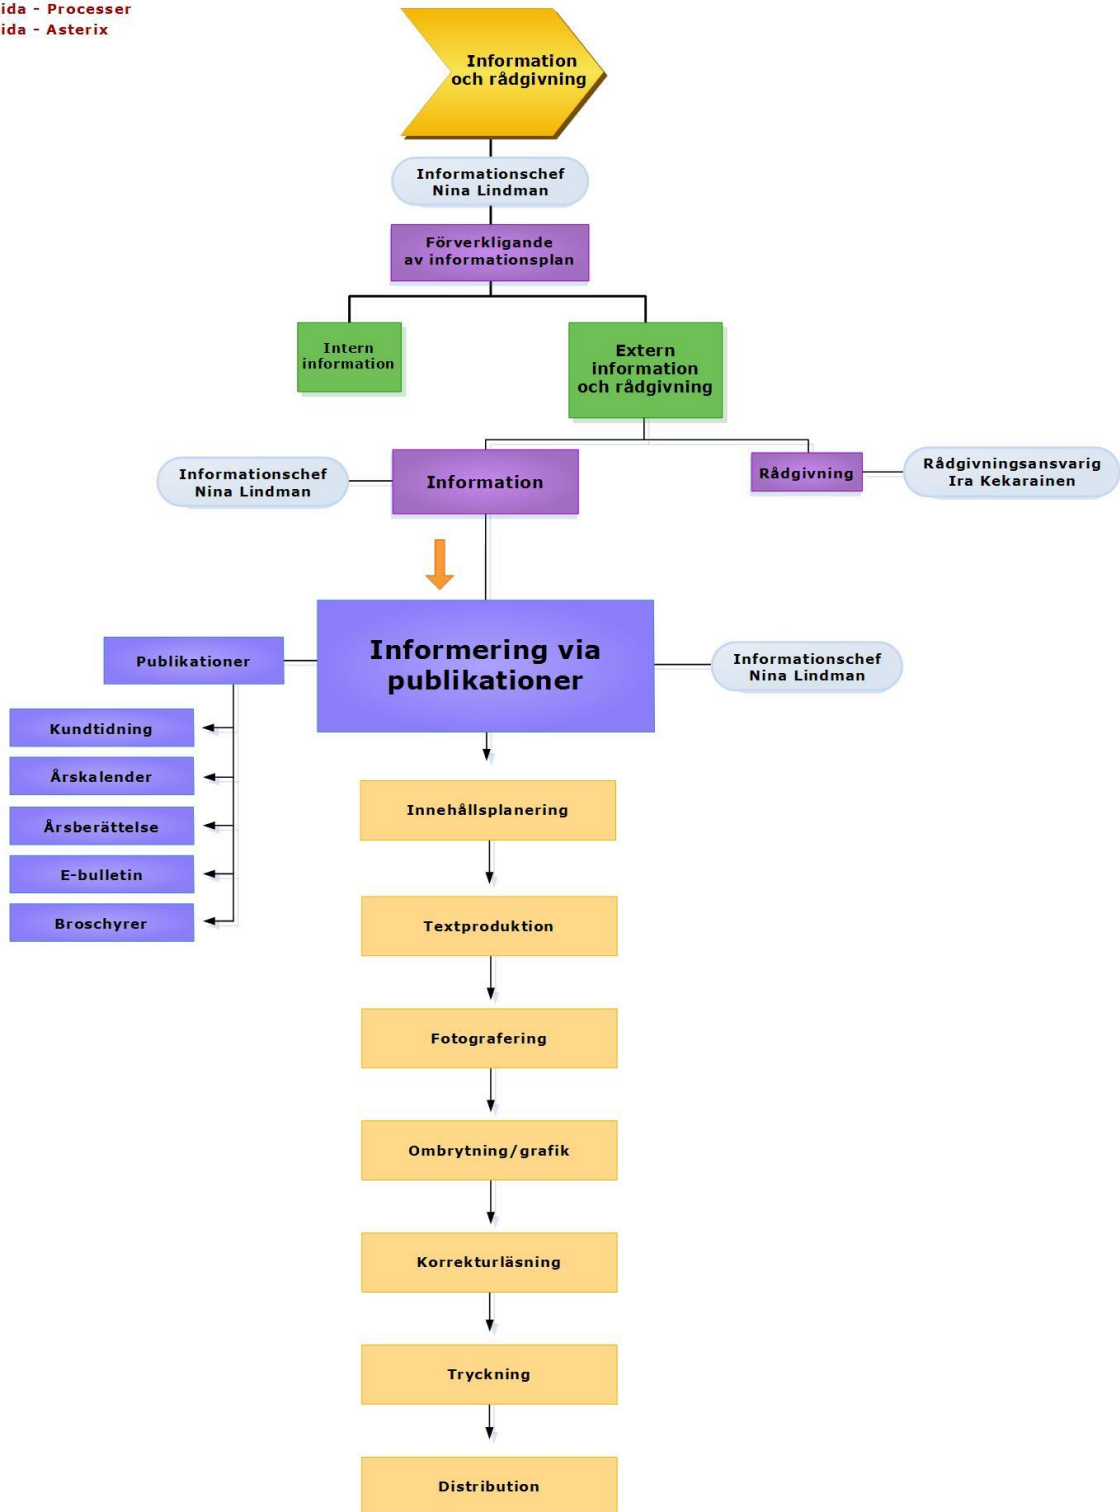 ida - Processer
ida - Asterix
Information
och rådgivning
Informationschef
Nina Lindman
Förverkligande
av informationsplan
Intern
information
Extern
information
och rådgivning
Informationschef
Nina Lindman
Information
Rådgivning
Rådgivningsansvarig
Ira Kekarainen
Publikationer
Informering via
publikationer
Informationschef
Nina Lindman
Kundtidning
Årskalender
Årsberättelse
E-bulletin
Broschyrer
Innehållsplanering
Textproduktion
Fotografering
Ombrytning/grafik
Korrekturläsning
Tryckning
Distribution